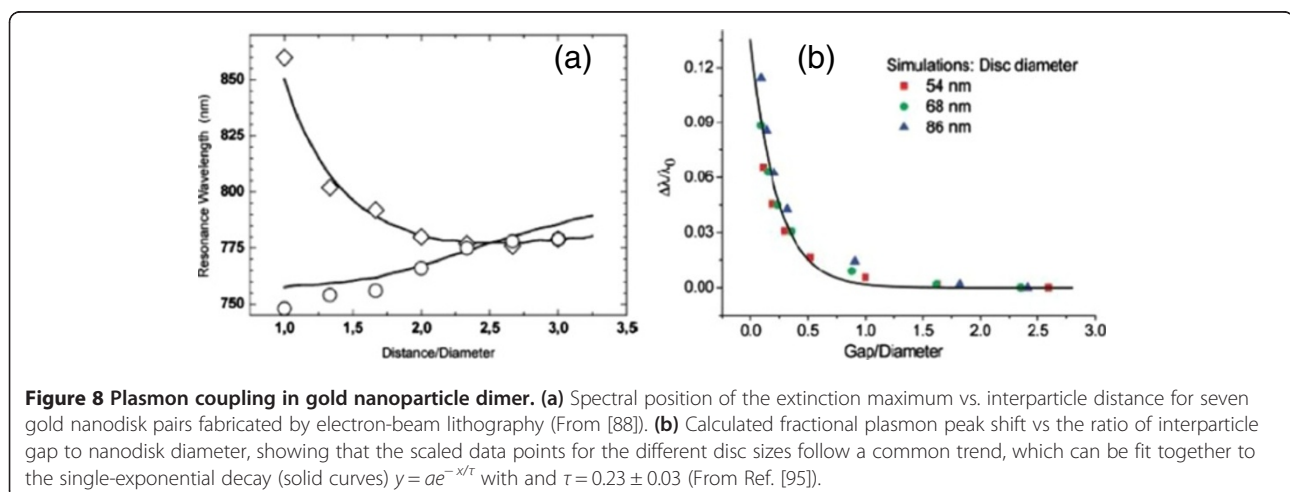 (a)
850
825
800
775
750
Resonance Wavelength (nm)
1,0 1,5 2,0 2,5 3,0 3,5
Distance/Diameter
(b)
Simulations: Disc diameter
54 nm
68 nm
86 nm
0.12
0.09
0.06
0.03
0.00
Δλ/λ0
0.0 0.5 1.0 1.5 2.0 2.5 3.0
Gap/Diameter
Figure 8 Plasmon coupling in gold nanoparticle dimer. (a) Spectral position of the extinction maximum vs. interparticle distance for seven
gold nanodisk pairs fabricated by electron-beam lithography (From [88]). (b) Calculated fractional plasmon peak shift vs the ratio of interparticle
gap to nanodisk diameter, showing that the scaled data points for the different disc sizes follow a common trend, which can be fit together to
the single-exponential decay (solid curves) y = ae^− x/τ with and τ = 0.23 ± 0.03 (From Ref. [95]).